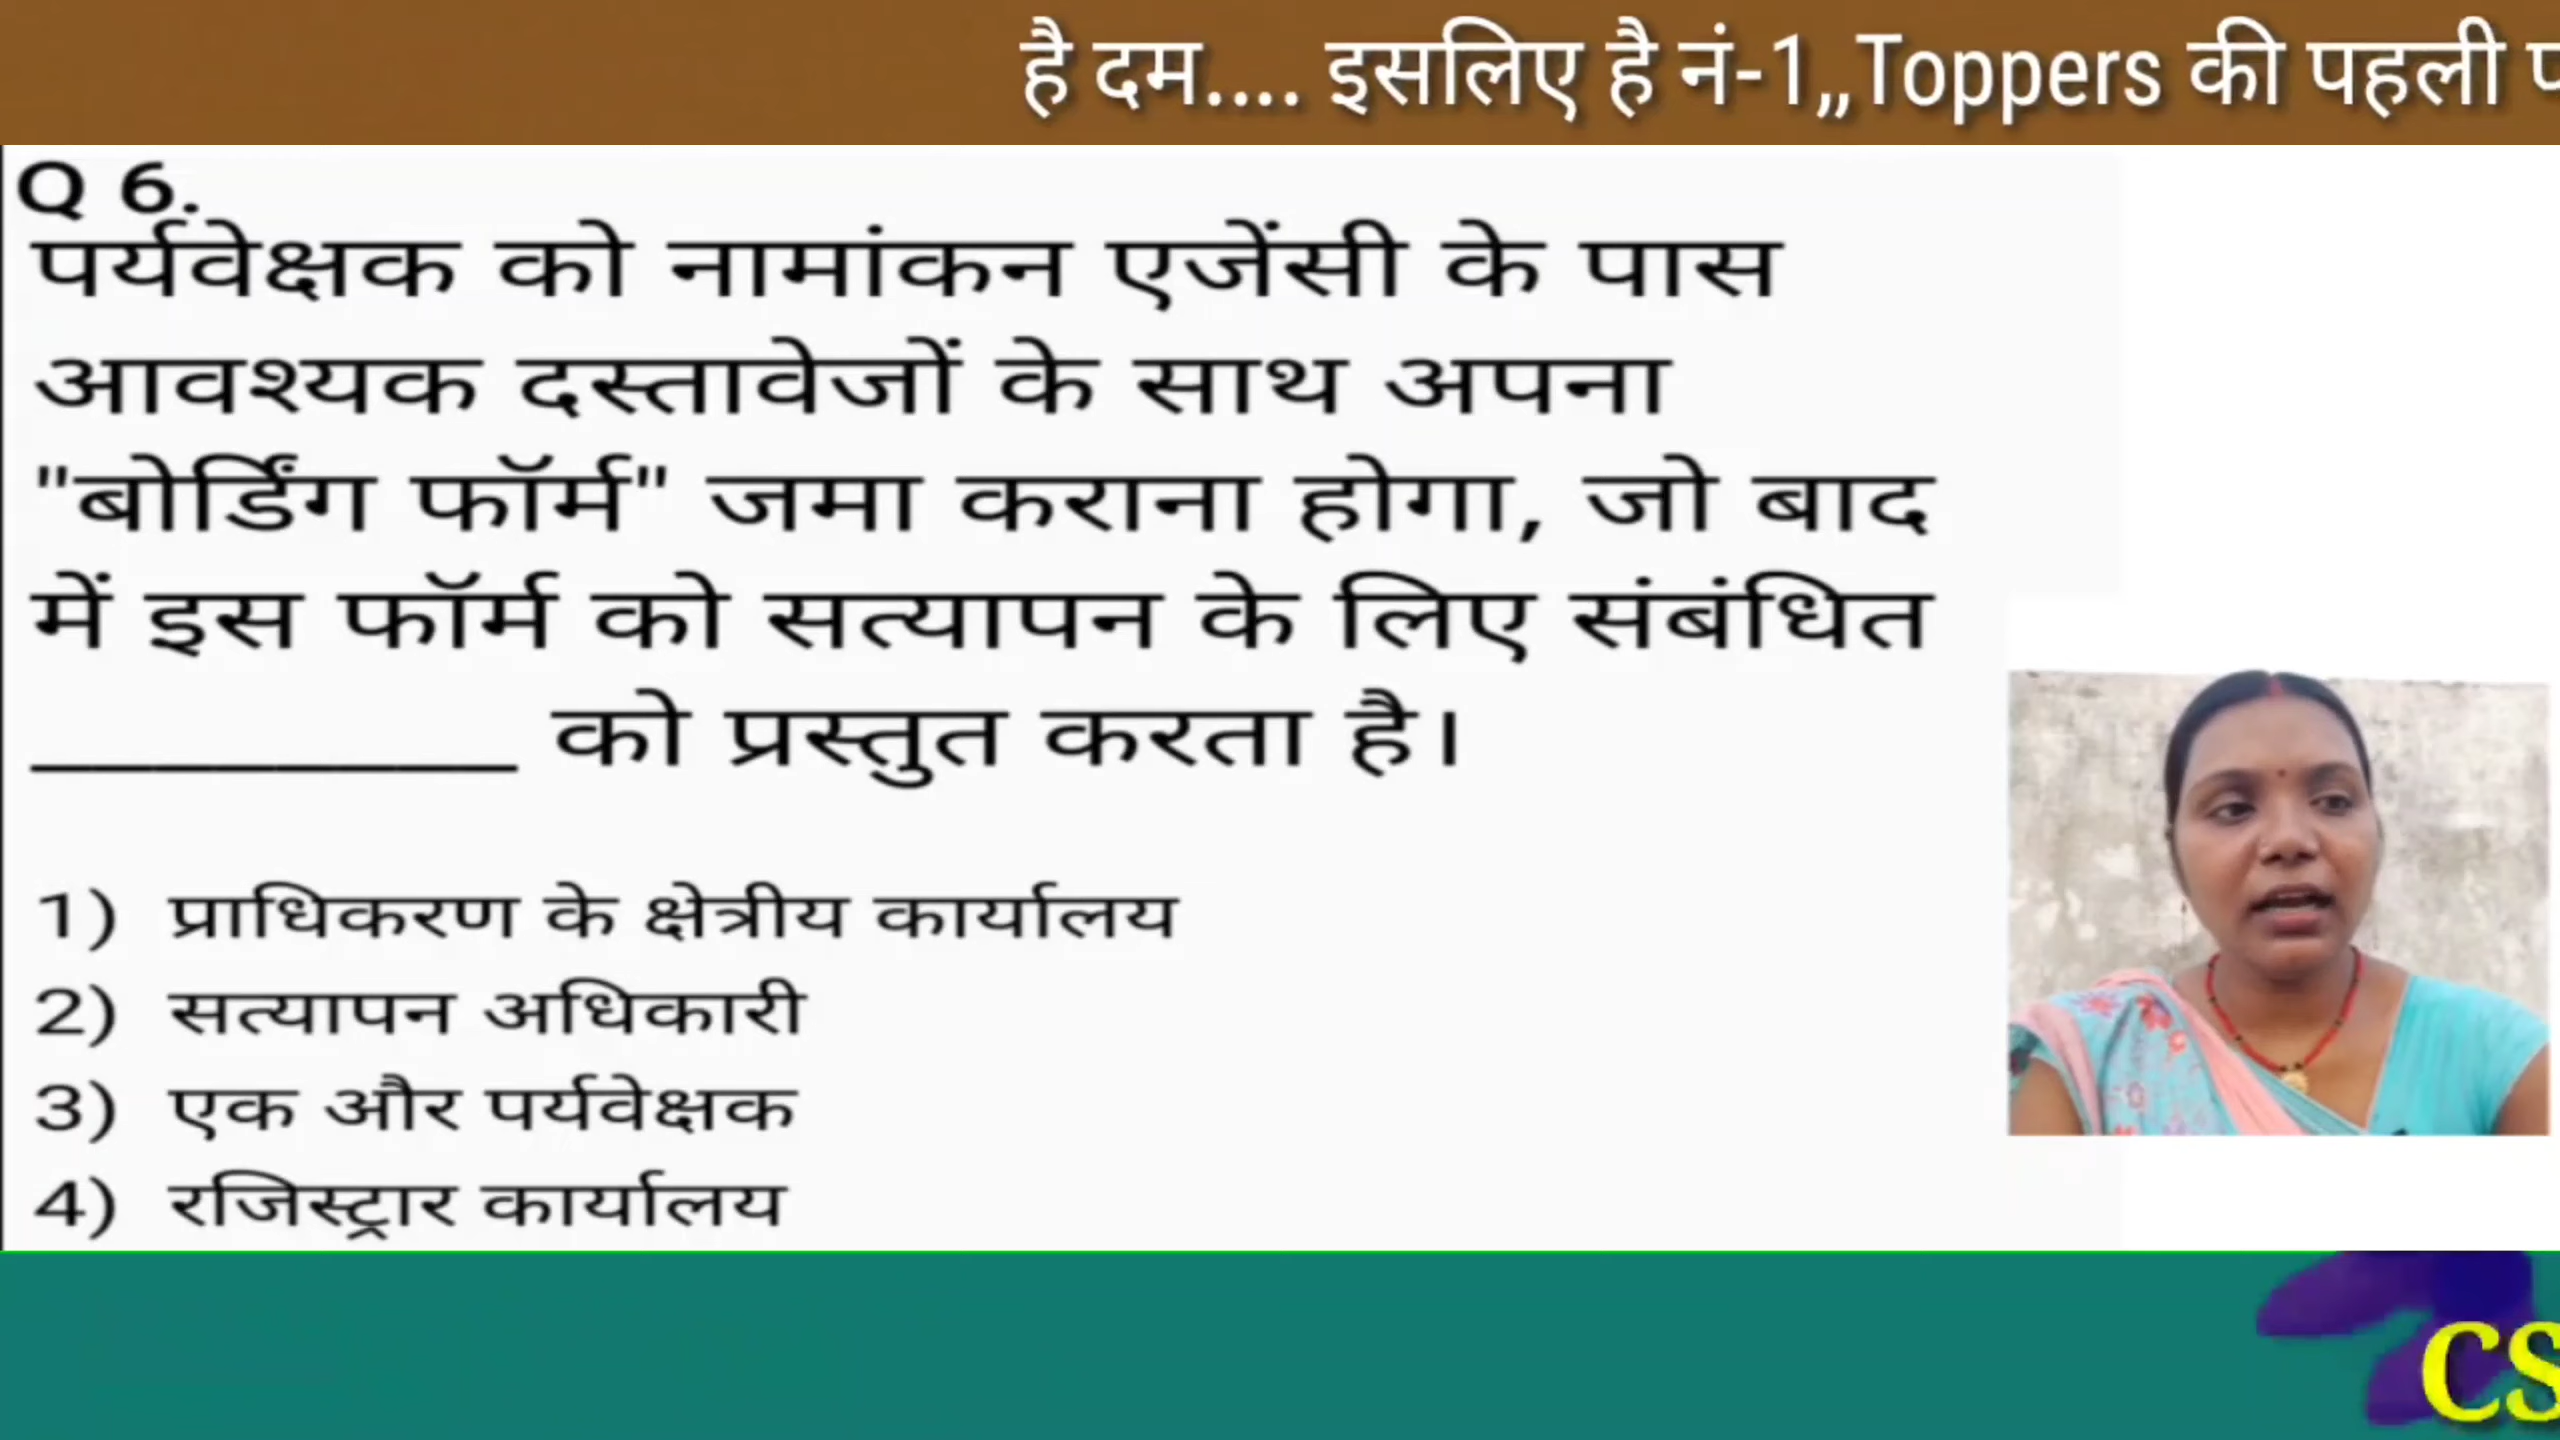 है दम.... इसलिए है नं-1,,Toppers की पहली
Q 6.
पर्यवेक्षक को नामांकन एजेंसी के पास
आवश्यक दस्तावेजों के साथ अपना
"बोर्डिंग फॉर्म" जमा कराना होगा, जो बाद
में इस फॉर्म को सत्यापन के लिए संबंधित
__________ को प्रस्तुत करता है।
1) प्राधिकरण के क्षेत्रीय कार्यालय
2) सत्यापन अधिकारी
3) एक और पर्यवेक्षक
4) रजिस्ट्रार कार्यालय
CS